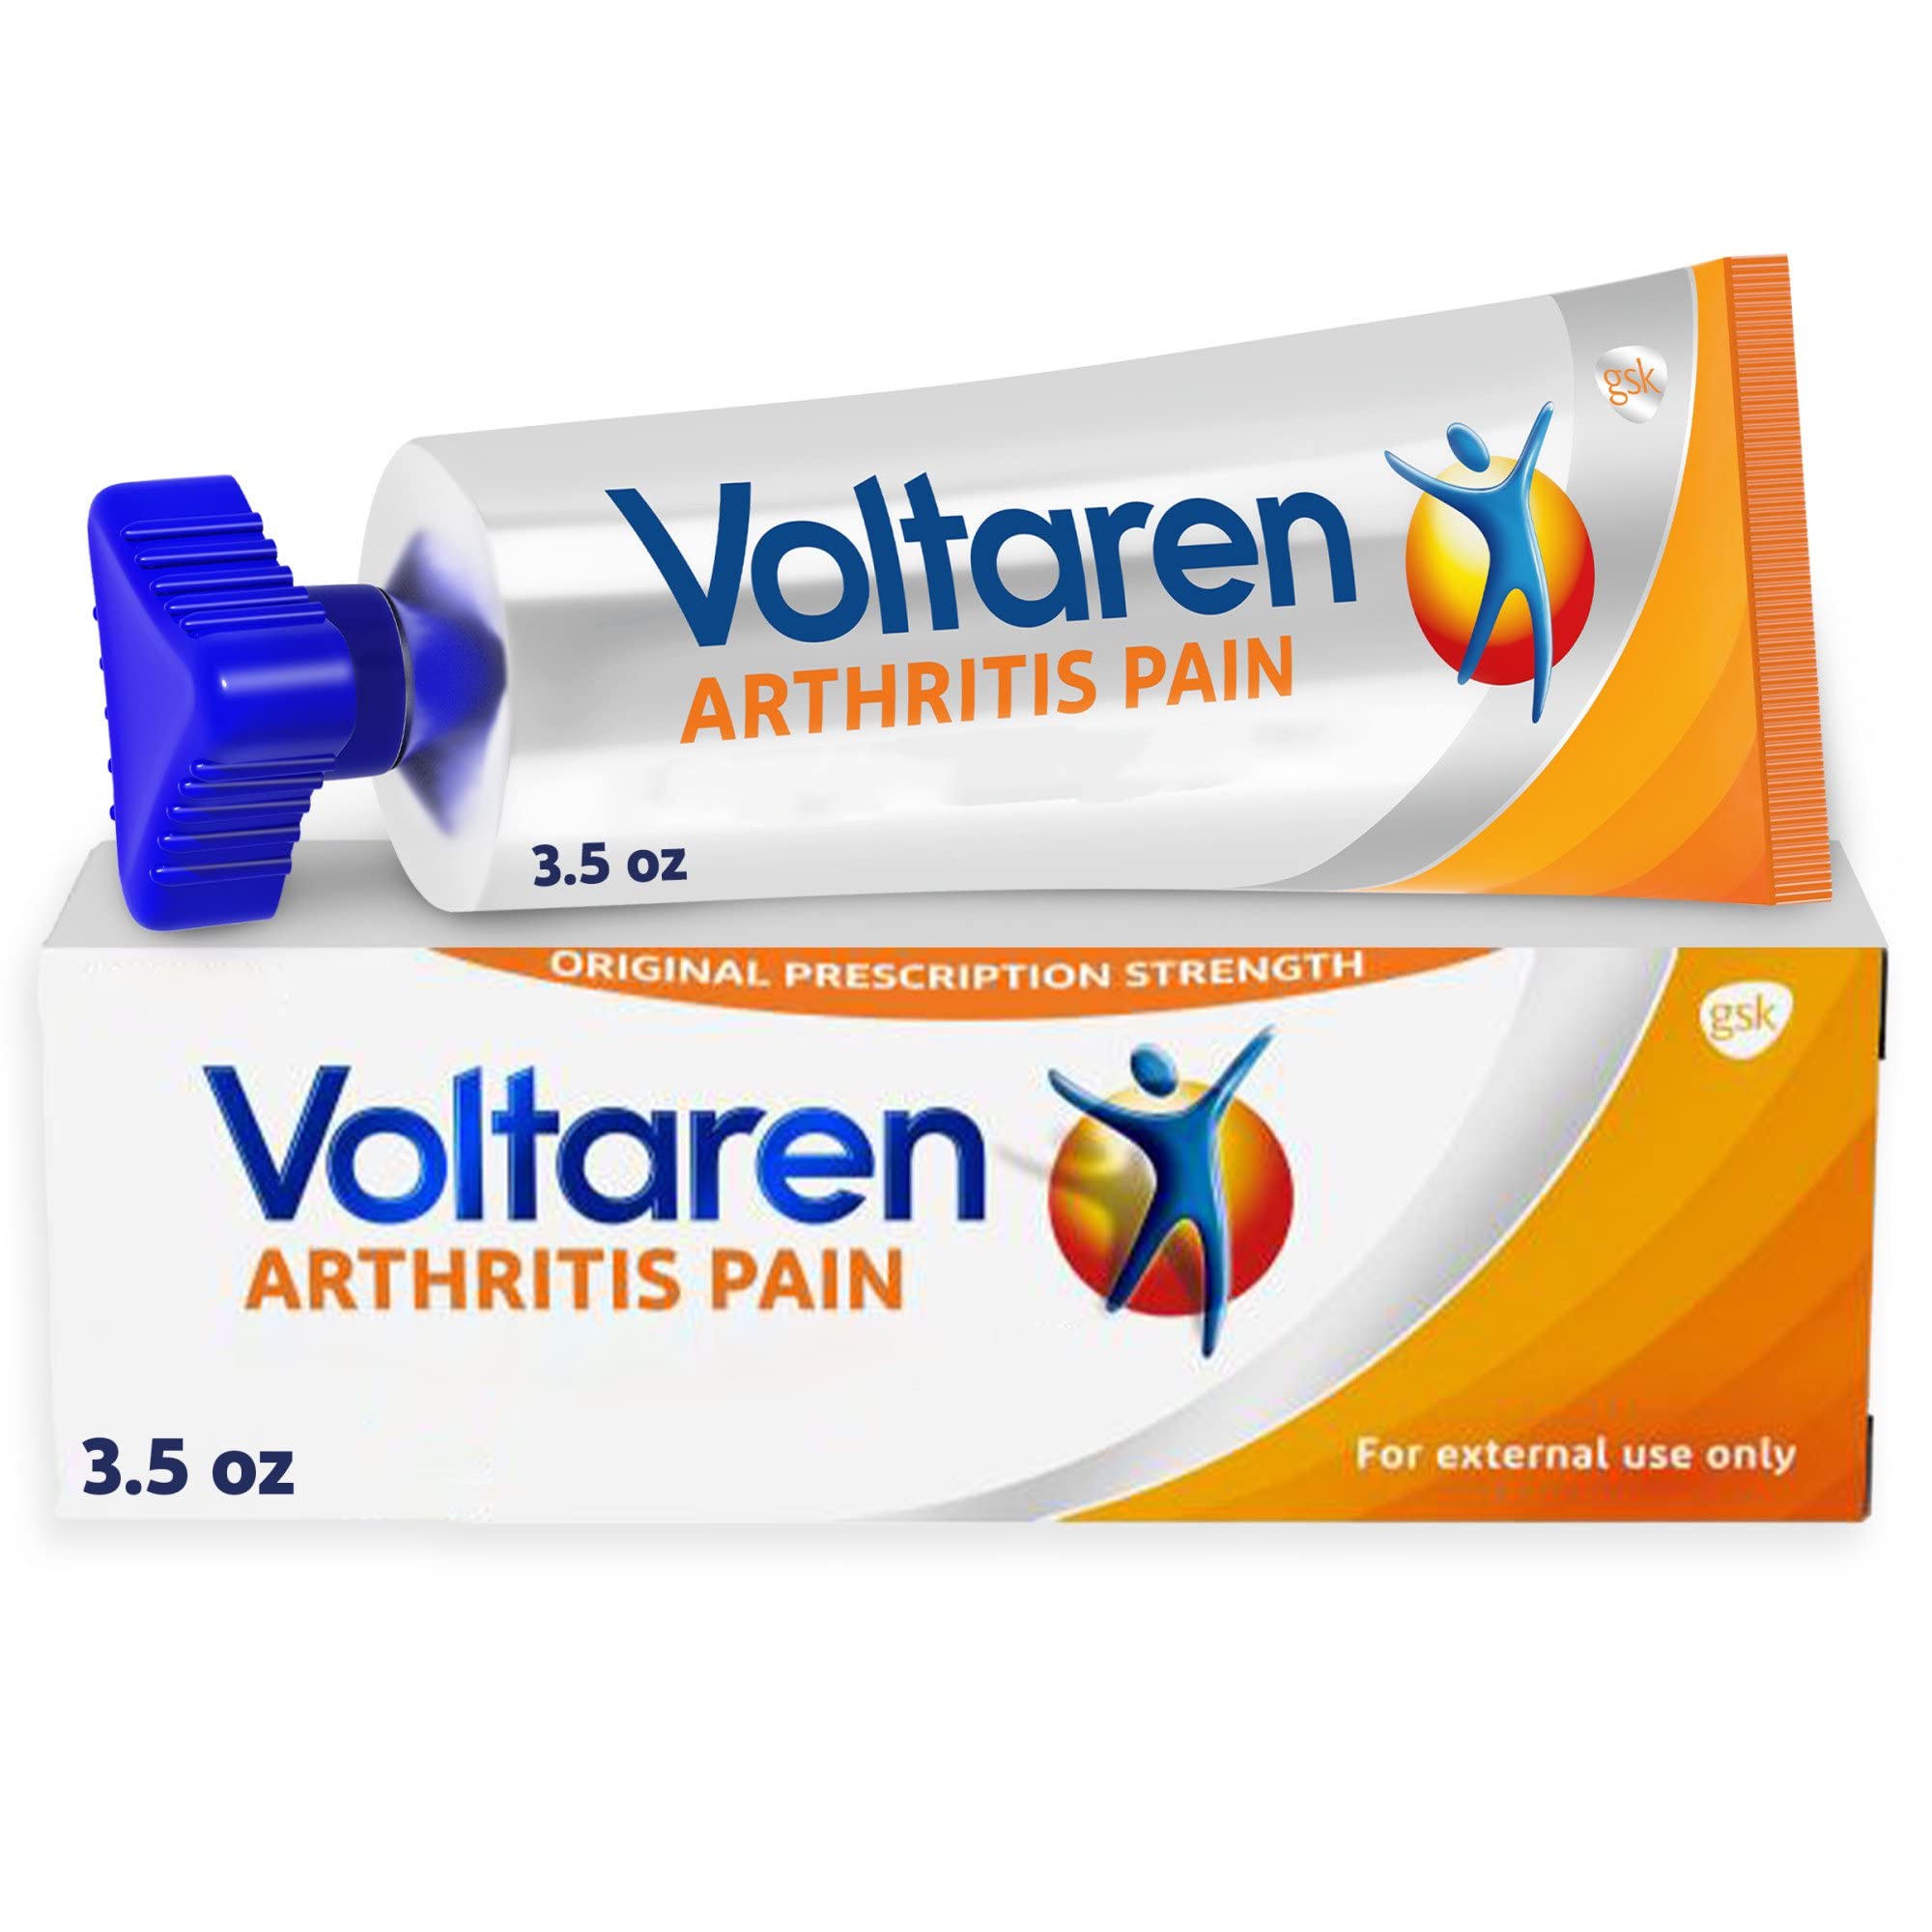 gsk
Voltaren
ARTHRITIS PAIN
3.5 oz
ORIGINAL PRESCRIPTION STRENGTH
gsk
Voltaren
ARTHRITIS PAIN
3.5 oz
For external use only